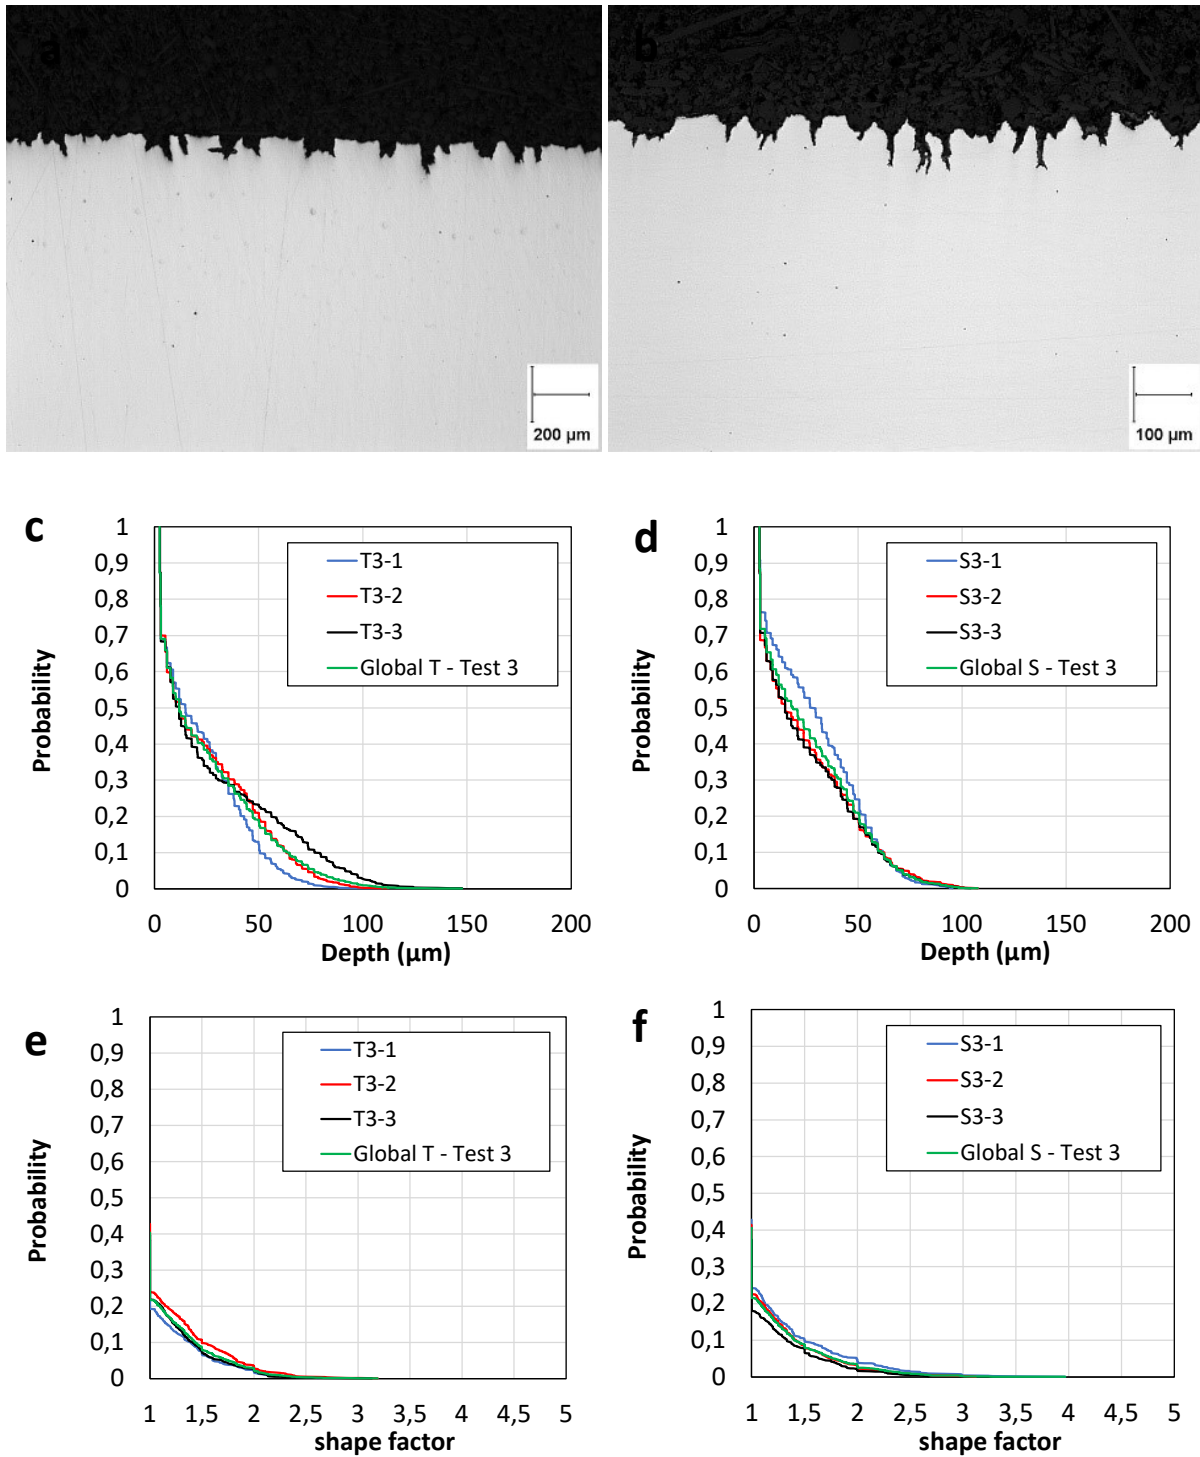 a
b
200 µm
100 µm
c
1
0,9
0,8
0,7
0,6
0,5
0,4
0,3
0,2
0,1
0
Probability
T3-1
T3-2
T3-3
Global T - Test 3
0 50 100 150 200
Depth (µm)
d
1
0,9
0,8
0,7
0,6
0,5
0,4
0,3
0,2
0,1
0
Probability
S3-1
S3-2
S3-3
Global S - Test 3
0 50 100 150 200
Depth (µm)
e
1
0,9
0,8
0,7
0,6
0,5
0,4
0,3
0,2
0,1
0
Probability
T3-1
T3-2
T3-3
Global T - Test 3
1 1,5 2 2,5 3 3,5 4 4,5 5
shape factor
f
1
0,9
0,8
0,7
0,6
0,5
0,4
0,3
0,2
0,1
0
Probability
S3-1
S3-2
S3-3
Global S - Test 3
1 1,5 2 2,5 3 3,5 4 4,5 5
shape factor